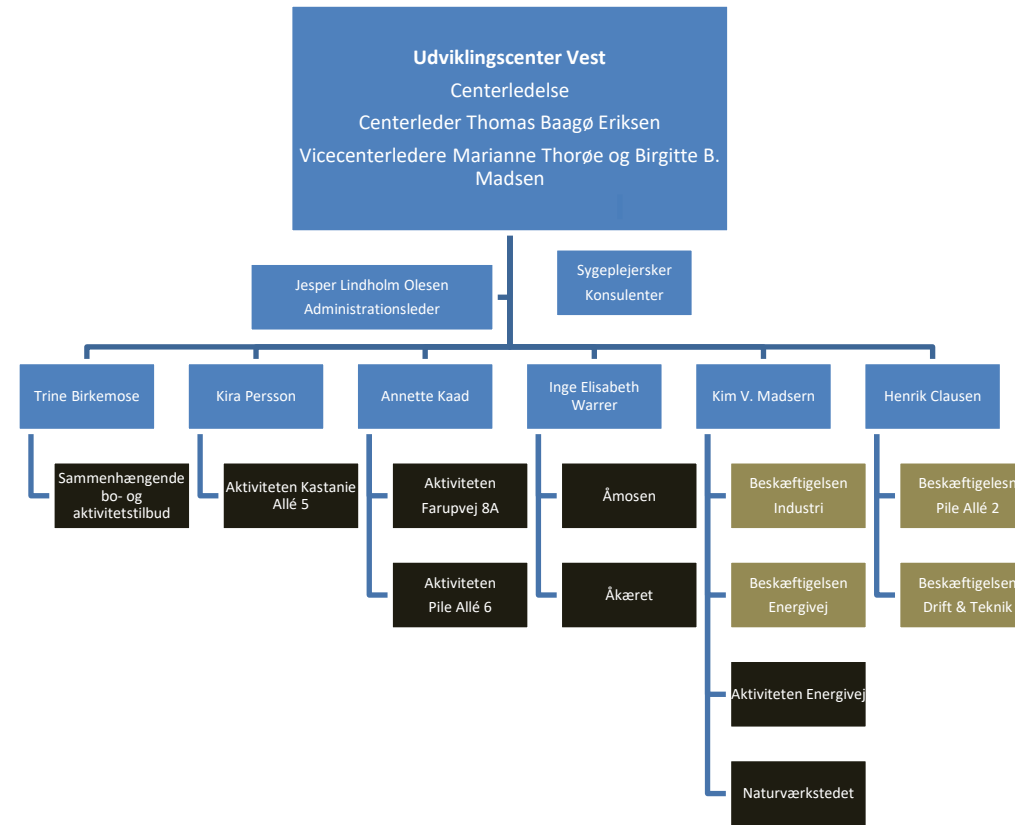 Udviklingscenter Vest
Centerledelse
Centerleder Thomas Baagø Eriksen
Vicecenterledere Marianne Thorøe og Birgitte B.
Madsen
Jesper Lindholm Olesen
Administrationsleder
Sygeplejersker
Konsulenter
Trine Birkemose
Kira Persson
Annette Kaad
Inge Elisabeth
Warrer
Kim V. Madsern
Henrik Clausen
Sammenhængende
bo- og
aktivitetstilbud
Aktiviteten Kastanie
Allé 5
Aktiviteten
Farupvej 8A
Åmosen
Beskæftigelsen
Industri
Beskæftigelesn
Pile Allé 2
Aktiviteten
Pile Allé 6
Åkæret
Beskæftigelsen
Energivej
Beskæftigelsen
Drift & Teknik
Aktiviteten Energivej
Naturværkstedet